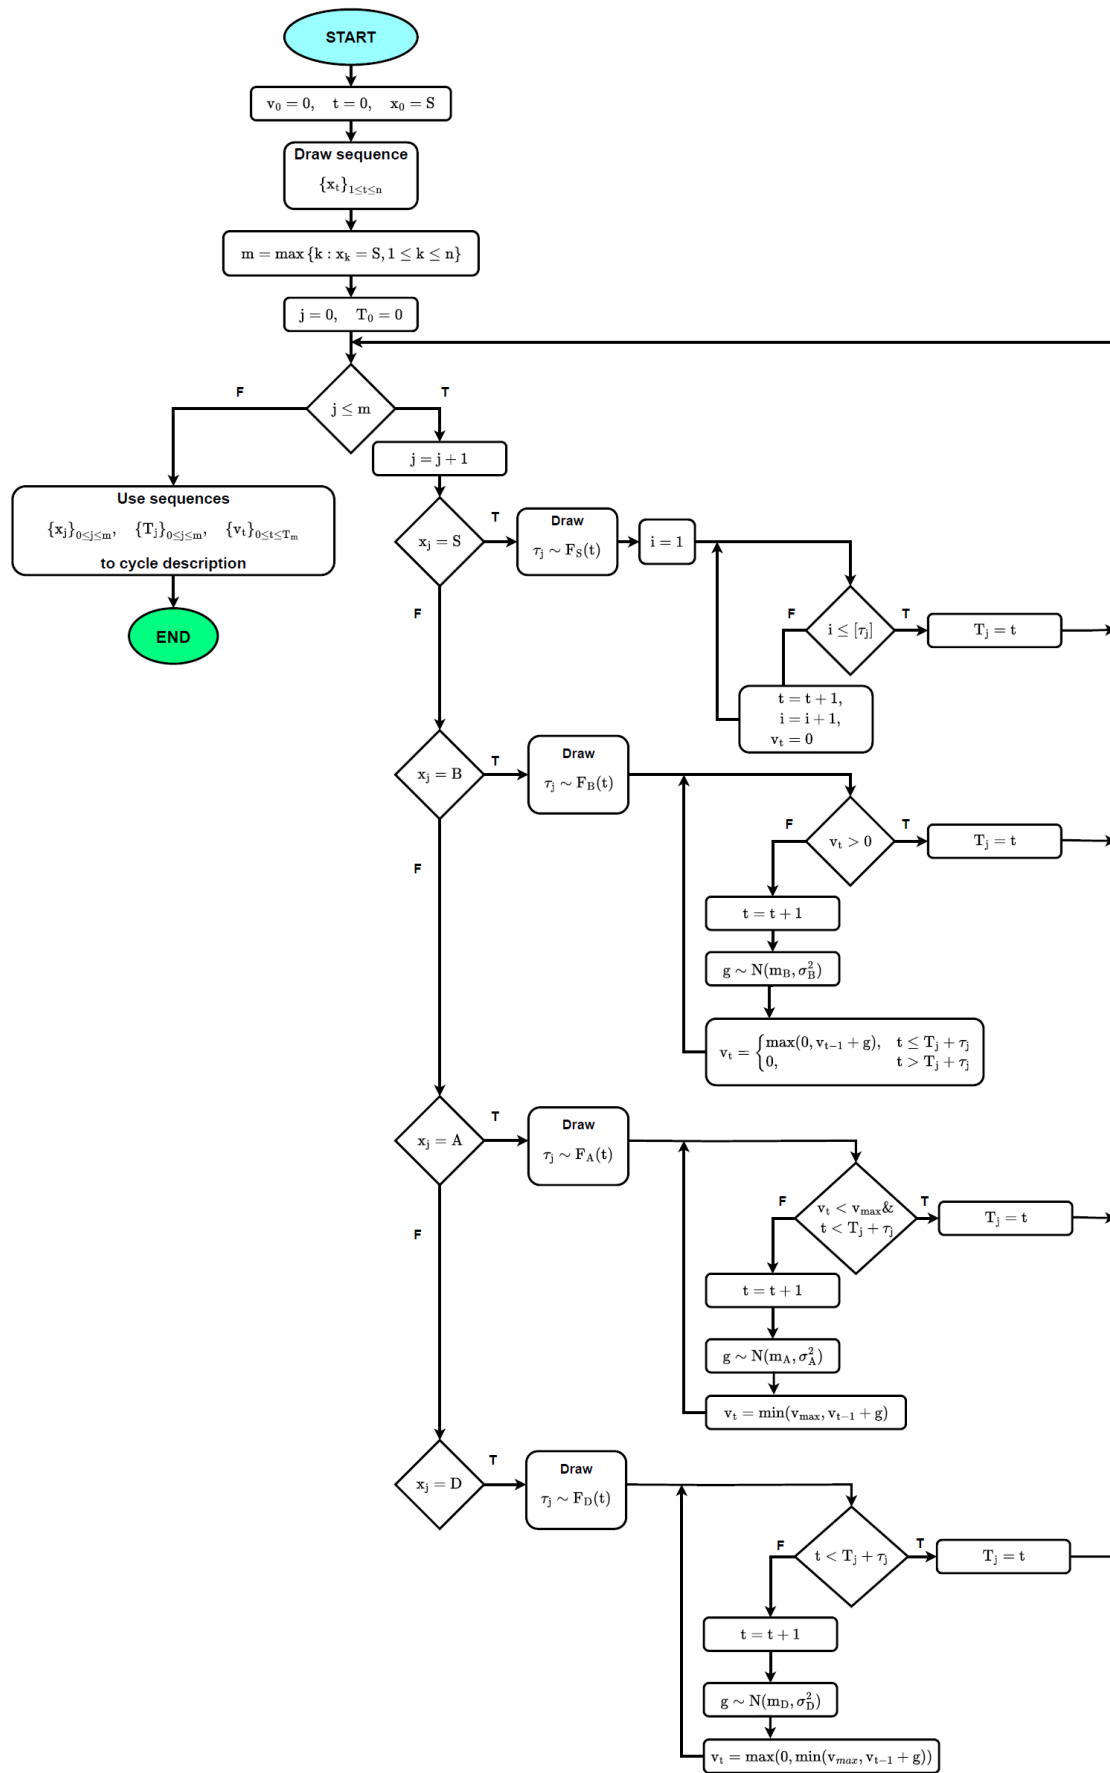 START
v₀ = 0, t = 0, x₀ = S
Draw sequence
{xₜ}₁≤t≤n
m = max {k : xₖ = S, 1 ≤ k ≤ n}
j = 0, T₀ = 0
F
T
j ≤ m
j = j + 1
Use sequences
{xⱼ}₀≤j≤m, {Tⱼ}₀≤j≤m, {vₜ}₀≤t≤Tₘ
to cycle description
END
xⱼ = S
T
F
Draw
τⱼ ∼ F_S(t)
i = 1
F
T
i ≤ [τⱼ]
Tⱼ = t
t = t + 1,
i = i + 1,
vₜ = 0
xⱼ = B
T
F
Draw
τⱼ ∼ F_B(t)
F
T
vₜ > 0
Tⱼ = t
t = t + 1
g ∼ N(m_B, σ_B²)
vₜ = { max(0, vₜ₋₁ + g), t ≤ Tⱼ + τⱼ
0, t > Tⱼ + τⱼ
xⱼ = A
T
F
Draw
τⱼ ∼ F_A(t)
F
T
vₜ < v_max &
t < Tⱼ + τⱼ
Tⱼ = t
t = t + 1
g ∼ N(m_A, σ_A²)
vₜ = min(v_max, vₜ₋₁ + g)
xⱼ = D
T
Draw
τⱼ ∼ F_D(t)
F
T
t < Tⱼ + τⱼ
Tⱼ = t
t = t + 1
g ∼ N(m_D, σ_D²)
vₜ = max(0, min(v_max, vₜ₋₁ + g))